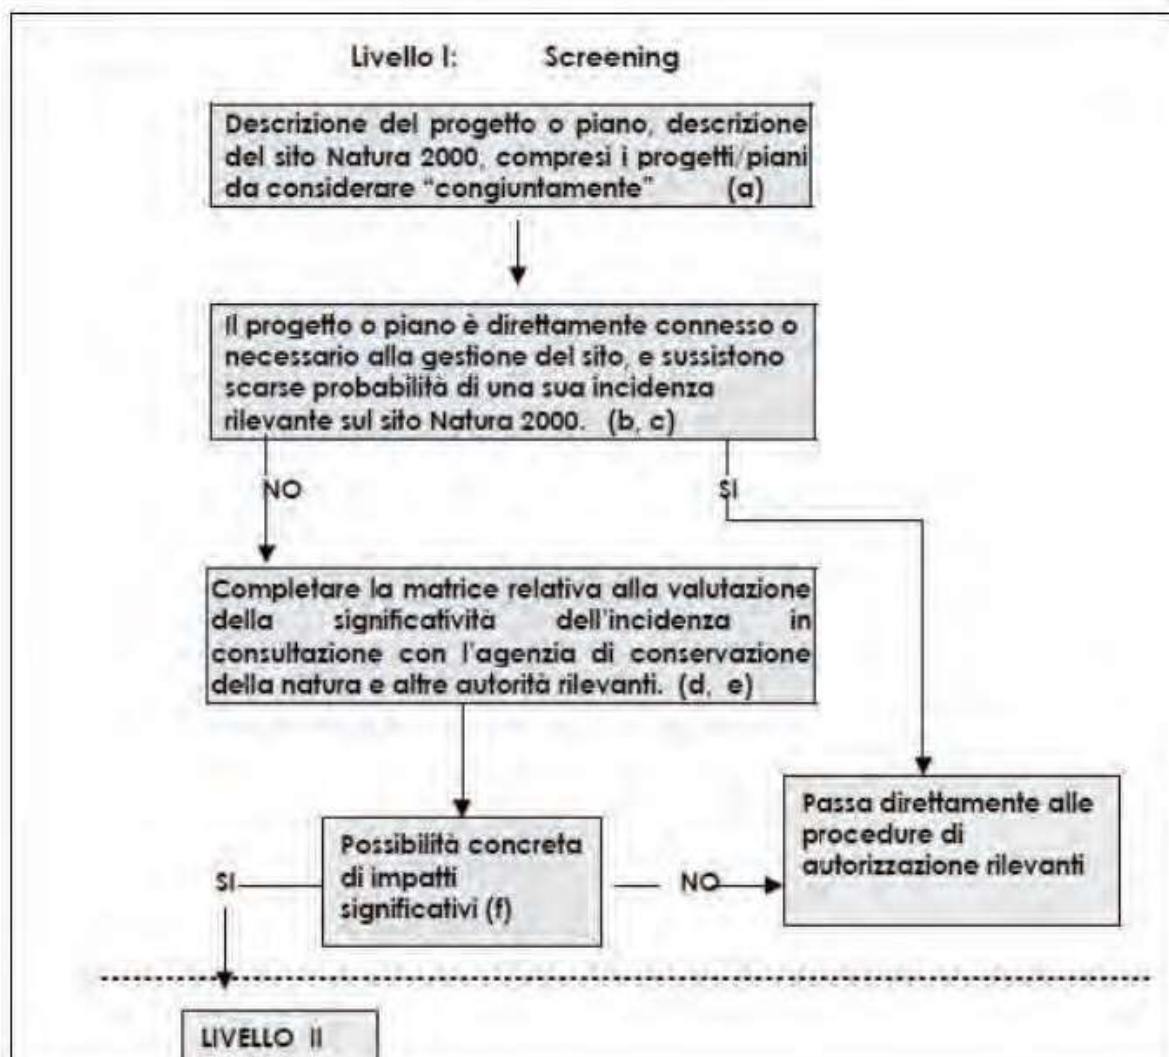 Livello I: Screening
Descrizione del progetto o piano, descrizione
del sito Natura 2000, compresi i progetti/piani
da considerare “congiuntamente” (a)
Il progetto o piano è direttamente connesso o
necessario alla gestione del sito, e sussistono
scarse probabilità di una sua incidenza
rilevante sul sito Natura 2000. (b, c)
NO
SI
Completare la matrice relativa alla valutazione
della significatività dell'incidenza in
consultazione con l'agenzia di conservazione
della natura e altre autorità rilevanti. (d, e)
Passa direttamente alle
procedure di
autorizzazione rilevanti
Possibilità concreta
di impatti
significativi (f)
SI
NO
LIVELLO II